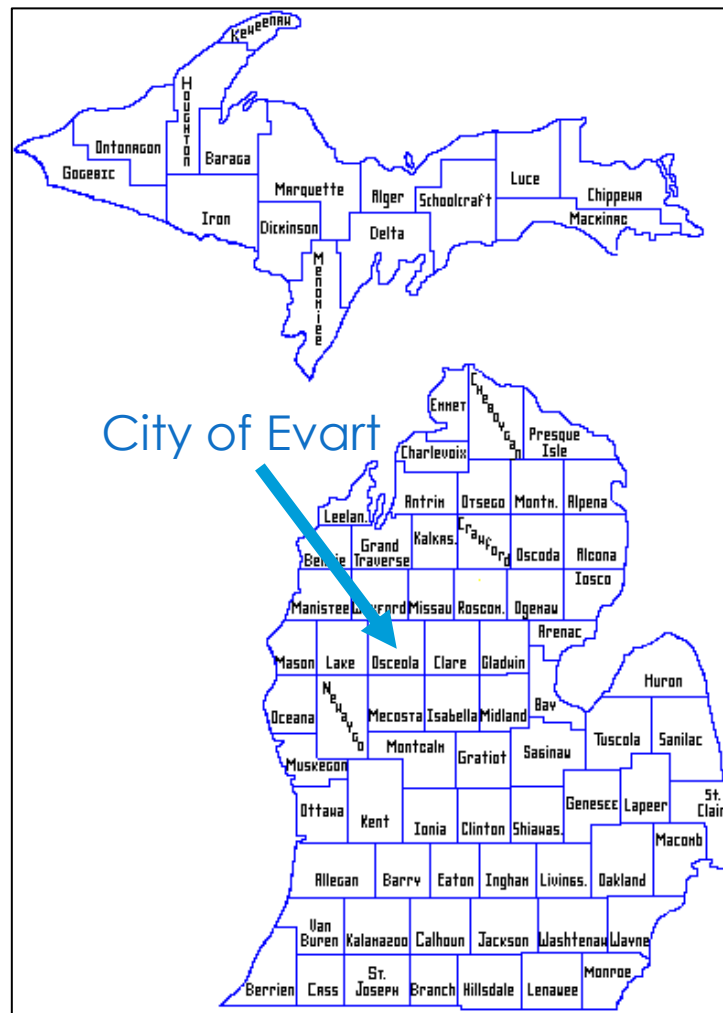 Keweenaw
Houghton
Ontonagon
Baraga
Gogebic
Marquette
Iron
Dickinson
Alger
Schoolcraft
Luce
Chippewa
Mackinac
Delta
Menomiee
City of Evart
Emmet
Cheboygan
Presque
Isle
Charlevoix
Antrim
Otsego
Montm.
Alpena
Leelan.
Grand
Traverse
Kalkas.
Crawford
Oscoda
Alcona
Iosco
Manistee
Missau
Roscom.
Ogemaw
Arenac
Mason
Lake
Osceola
Clare
Gladwin
Huron
Oceana
Newaygo
Mecosta
Isabella
Midland
Bay
Tuscola
Sanilac
Muskegon
Montcalm
Gratiot
Saginaw
Ottawa
Kent
Ionia
Clinton
Shiawas.
Genesee
Lapeer
St.
Clair
Macomb
Allegan
Barry
Eaton
Ingham
Livings.
Oakland
Van
Buren
Kalamazoo
Calhoun
Jackson
Washtenaw
Wayne
Berrien
Cass
St.
Joseph
Branch
Hillsdale
Lenawee
Monroe